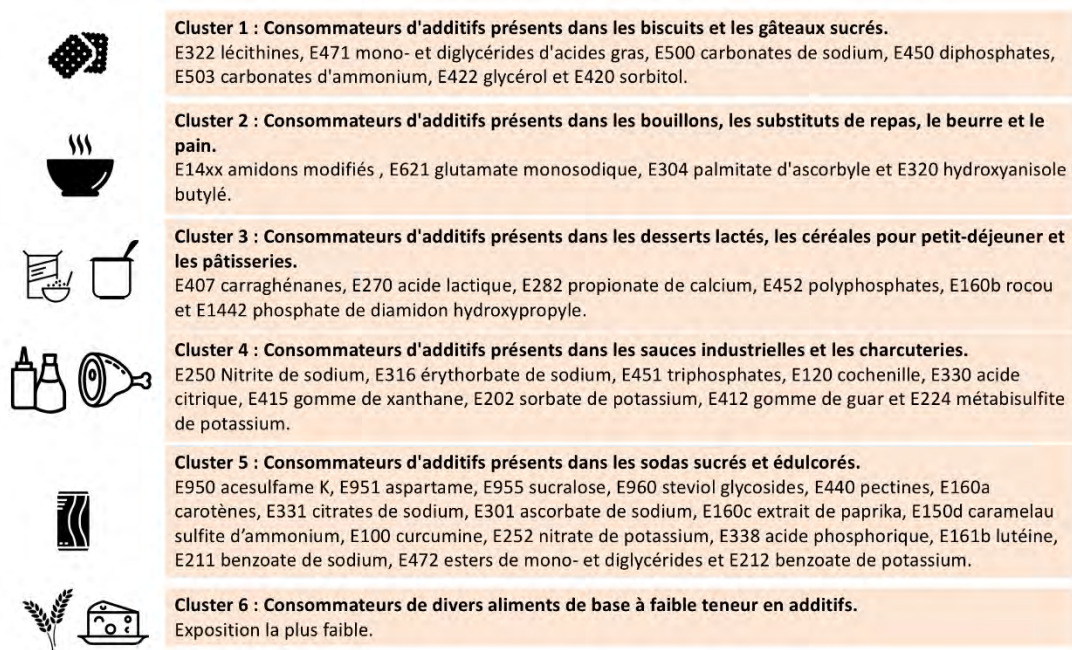 Cluster 1 : Consommateurs d'additifs présents dans les biscuits et les gâteaux sucrés.
E322 lécithines, E471 mono- et diglycérides d'acides gras, E500 carbonates de sodium, E450 diphosphates,
E503 carbonates d'ammonium, E422 glycérol et E420 sorbitol.
Cluster 2 : Consommateurs d'additifs présents dans les bouillons, les substituts de repas, le beurre et le
pain.
E14xx amidons modifiés , E621 glutamate monosodique, E304 palmitate d'ascorbyle et E320 hydroxyanisole
butylé.
Cluster 3 : Consommateurs d'additifs présents dans les desserts lactés, les céréales pour petit-déjeuner et
les pâtisseries.
E407 carraghénanes, E270 acide lactique, E282 propionate de calcium, E452 polyphosphates, E160b rocou
et E1442 phosphate de diamidon hydroxypropyle.
Cluster 4 : Consommateurs d'additifs présents dans les sauces industrielles et les charcuteries.
E250 Nitrite de sodium, E316 érythorbate de sodium, E451 triphosphates, E120 cochenille, E330 acide
citrique, E415 gomme de xanthane, E202 sorbate de potassium, E412 gomme de guar et E224 métabisulfite
de potassium.
Cluster 5 : Consommateurs d'additifs présents dans les sodas sucrés et édulcorés.
E950 acesulfame K, E951 aspartame, E955 sucralose, E960 steviol glycosides, E440 pectines, E160a
carotènes, E331 citrates de sodium, E301 ascorbate de sodium, E160c extrait de paprika, E150d caramelau
sulfite d’ammonium, E100 curcumine, E252 nitrate de potassium, E338 acide phosphorique, E161b lutéine,
E211 benzoate de sodium, E472 esters de mono- et diglycérides et E212 benzoate de potassium.
Cluster 6 : Consommateurs de divers aliments de base à faible teneur en additifs.
Exposition la plus faible.